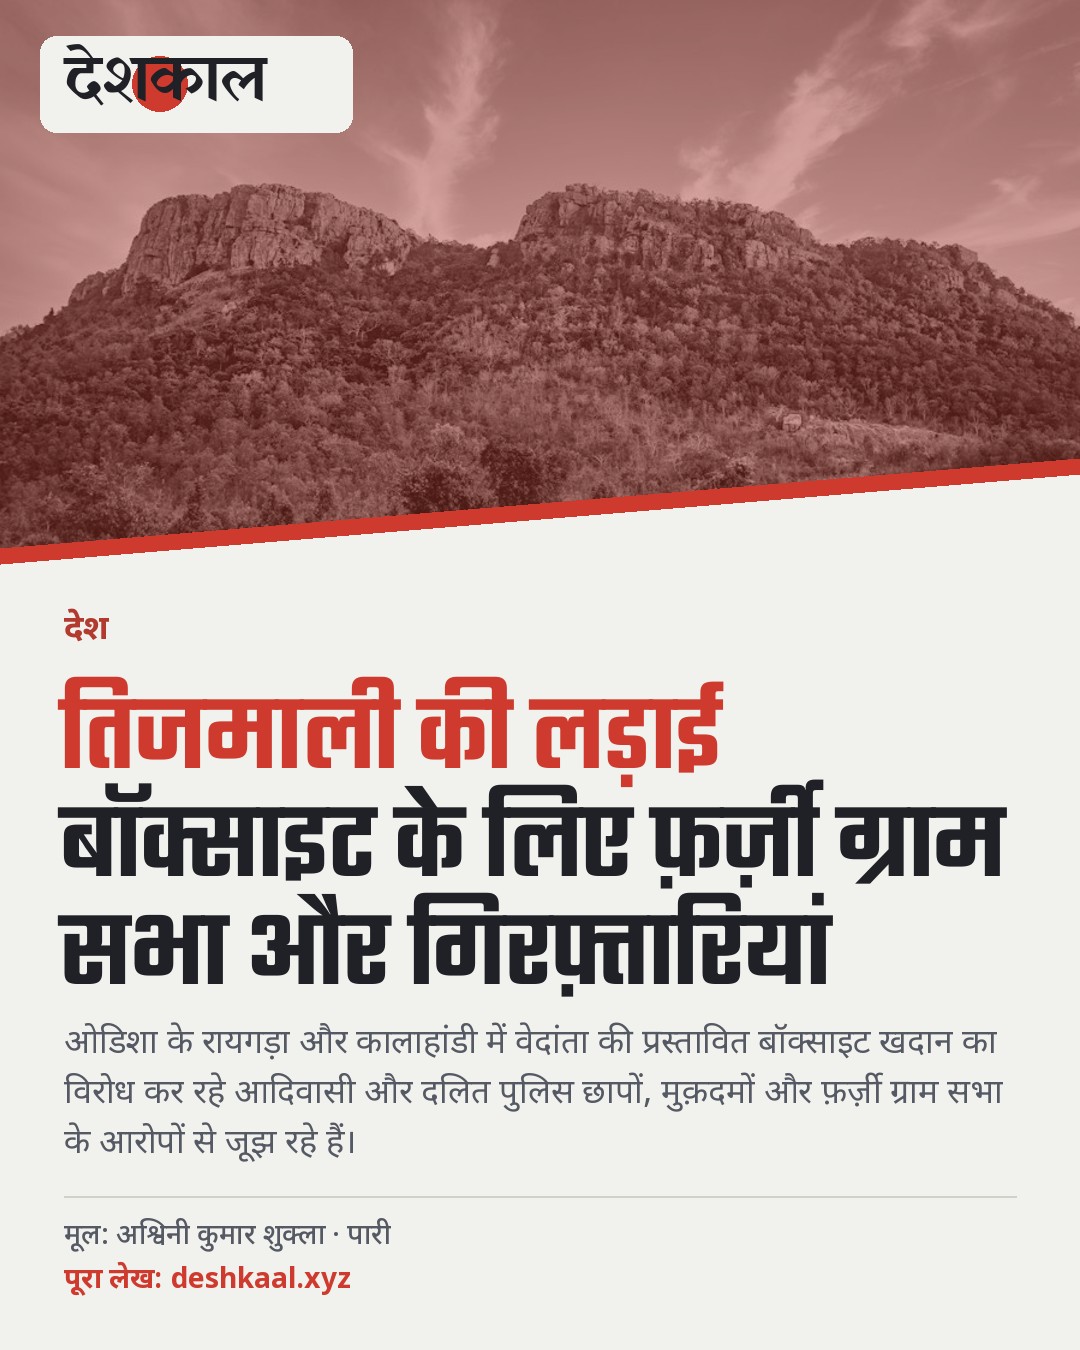 देशकाल
देश
तिजमाली की लड़ाई
बॉक्साइट के लिए फ़र्ज़ी ग्राम
सभा और गिरफ़्तारियां
ओडिशा के रायगड़ा और कालाहांडी में वेदांता की प्रस्तावित बॉक्साइट खदान का
विरोध कर रहे आदिवासी और दलित पुलिस छापों, मुक़दमों और फ़र्ज़ी ग्राम सभा
के आरोपों से जूझ रहे हैं।
मूल: अश्विनी कुमार शुक्ला · पारी
पूरा लेख: deshkaal.xyz